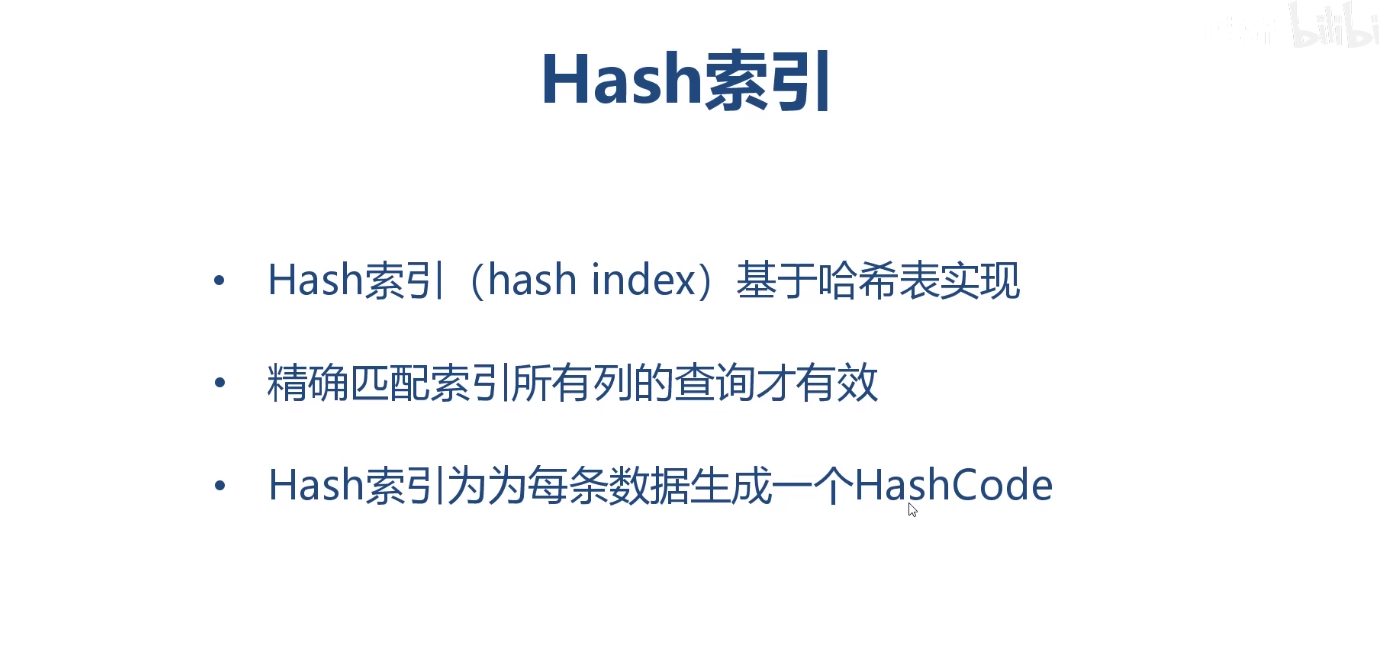 Hash索引
• Hash索引（hash index）基于哈希表实现
• 精确匹配索引所有列的查询才有效
• Hash索引为为每条数据生成一个HashCode
bilibi